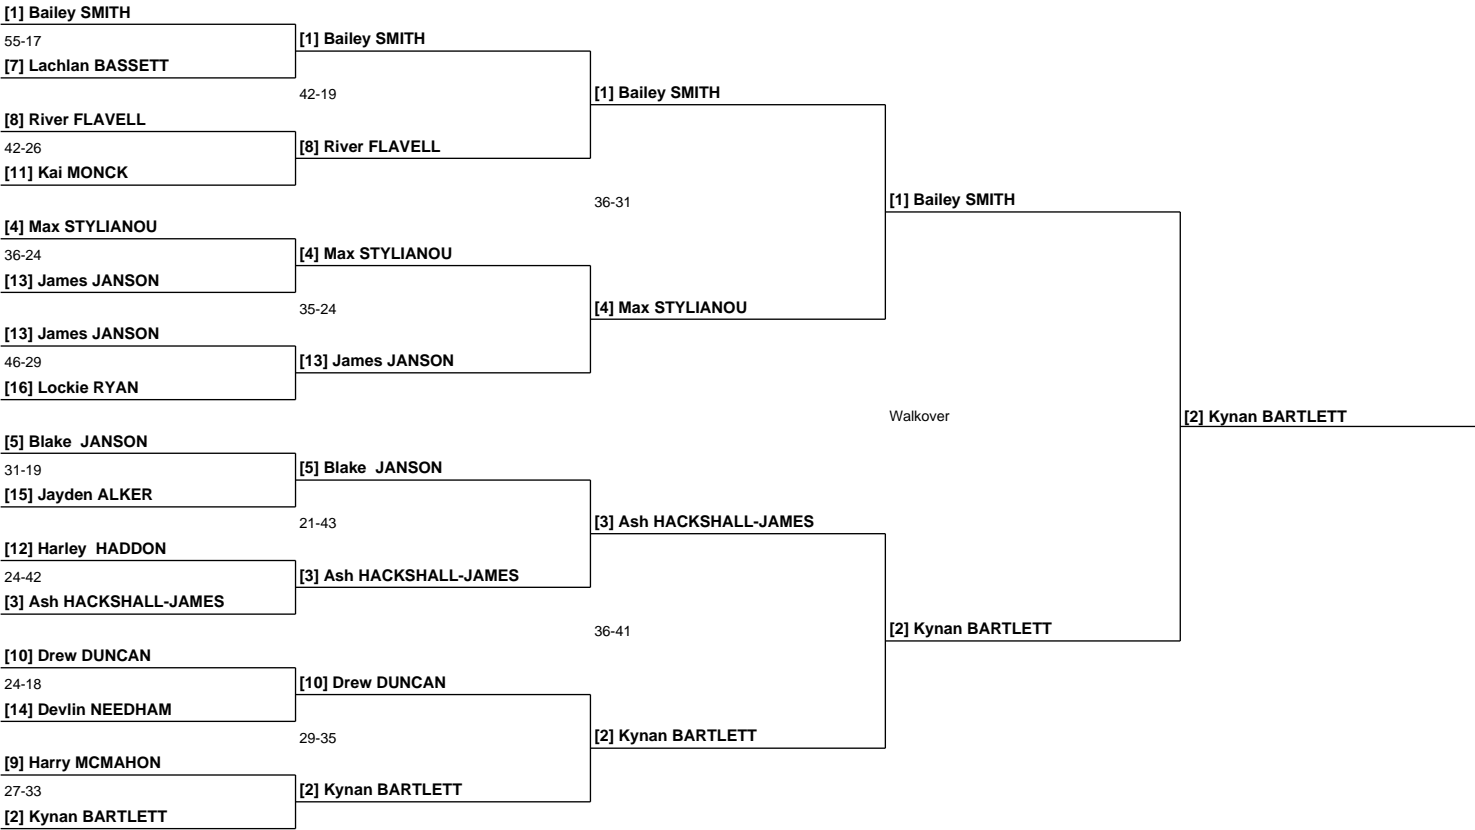 [1] Bailey SMITH
55-17
[7] Lachlan BASSETT
[8] River FLAVELL
42-26
[11] Kai MONCK
[4] Max STYLIANOU
36-24
[13] James JANSON
[13] James JANSON
46-29
[16] Lockie RYAN
[5] Blake  JANSON
31-19
[15] Jayden ALKER
[12] Harley  HADDON
24-42
[3] Ash HACKSHALL-JAMES
[10] Drew DUNCAN
24-18
[14] Devlin NEEDHAM
[9] Harry MCMAHON
27-33
[2] Kynan BARTLETT
[1] Bailey SMITH
42-19
[8] River FLAVELL
[4] Max STYLIANOU
35-24
[13] James JANSON
[5] Blake  JANSON
21-43
[3] Ash HACKSHALL-JAMES
[10] Drew DUNCAN
29-35
[2] Kynan BARTLETT
[1] Bailey SMITH
36-31
[4] Max STYLIANOU
[3] Ash HACKSHALL-JAMES
36-41
[2] Kynan BARTLETT
[1] Bailey SMITH
Walkover
[2] Kynan BARTLETT
[2] Kynan BARTLETT